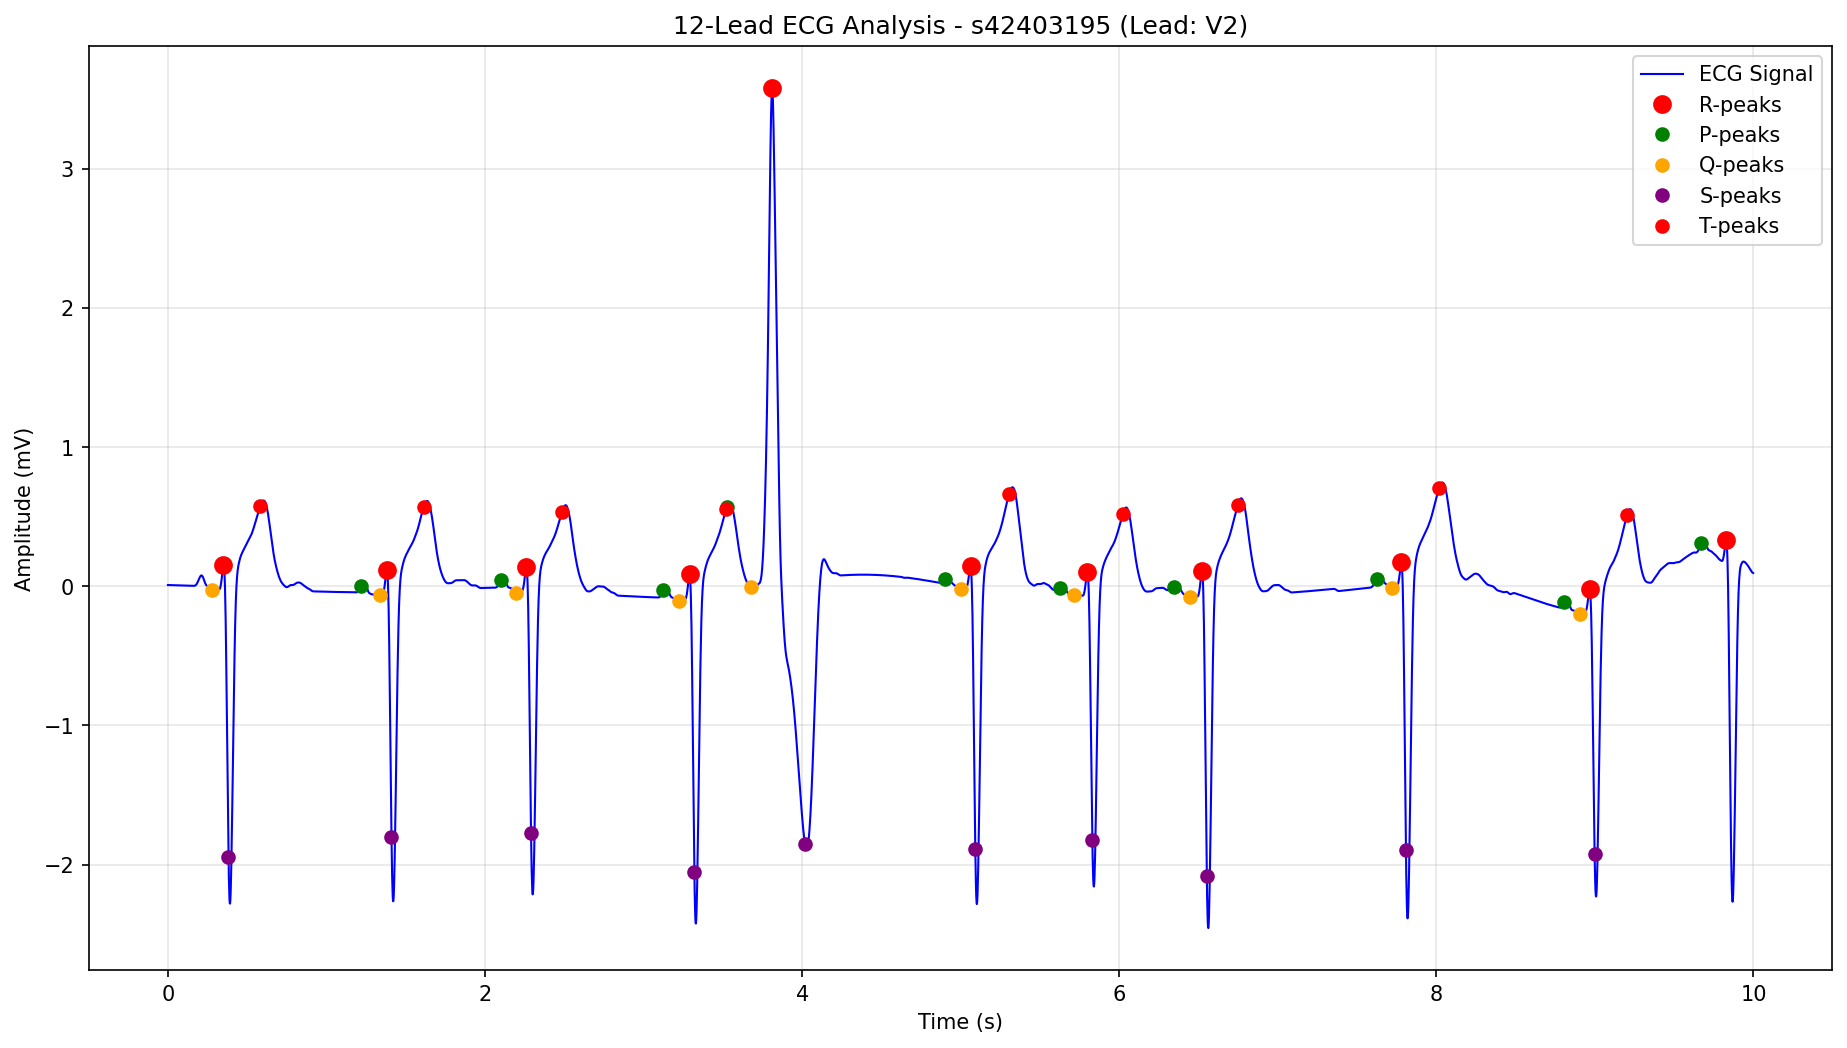 12-Lead ECG Analysis - s42403195 (Lead: V2)
ECG Signal
R-peaks
P-peaks
Q-peaks
S-peaks
T-peaks
Amplitude (mV)
3
2
1
0
−1
−2
0 2 4 6 8 10
Time (s)